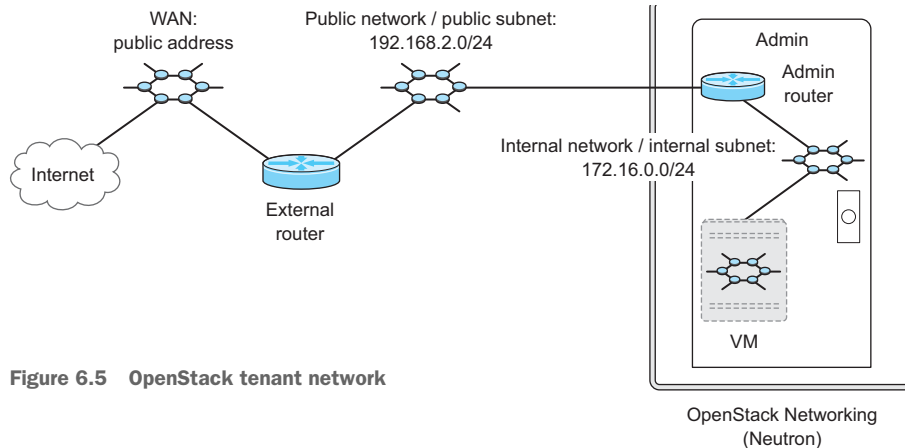 WAN:
public address
Public network / public subnet:
192.168.2.0/24
Admin
Admin
router
Internal network / internal subnet:
172.16.0.0/24
Internet
External
router
VM
Figure 6.5 OpenStack tenant network
OpenStack Networking
(Neutron)